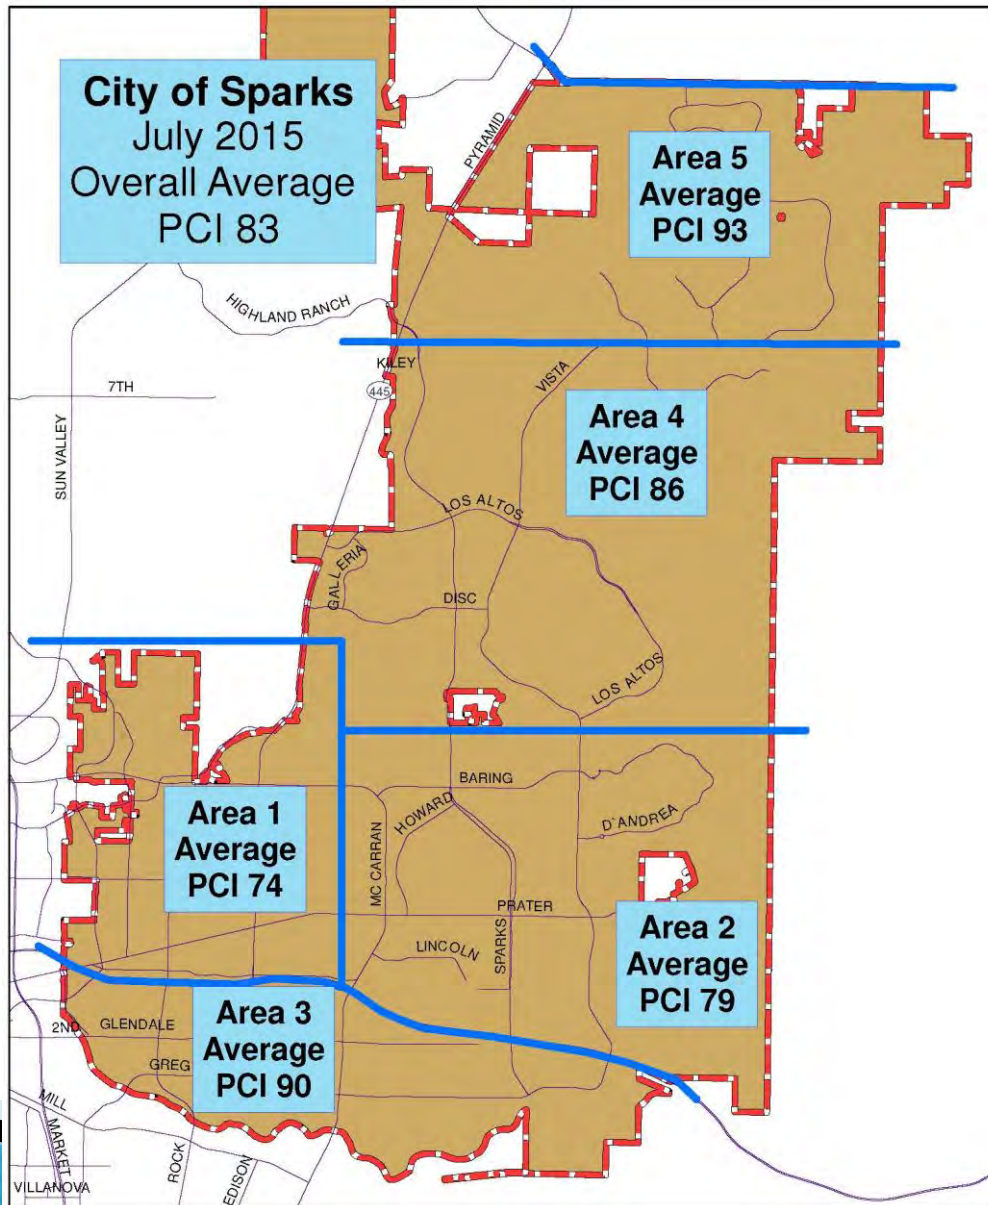 City of Sparks
July 2015
Overall Average
PCI 83
PYRAMID
Area 5
Average
PCI 93
HIGHLAND RANCH
KILEY
445
7TH
SUN VALLEY
VISTA
Area 4
Average
PCI 86
LOS ALTOS
GALLERIA
DISC
LOS ALTOS
BARING
HOWARD
D'ANDREA
MC CARRAN
Area 1
Average
PCI 74
PRATER
LINCOLN
SPARKS
Area 2
Average
PCI 79
2ND
GLENDALE
GREG
Area 3
Average
PCI 90
MILL
MARKET
ROCK
EDISON
VILLANOVA